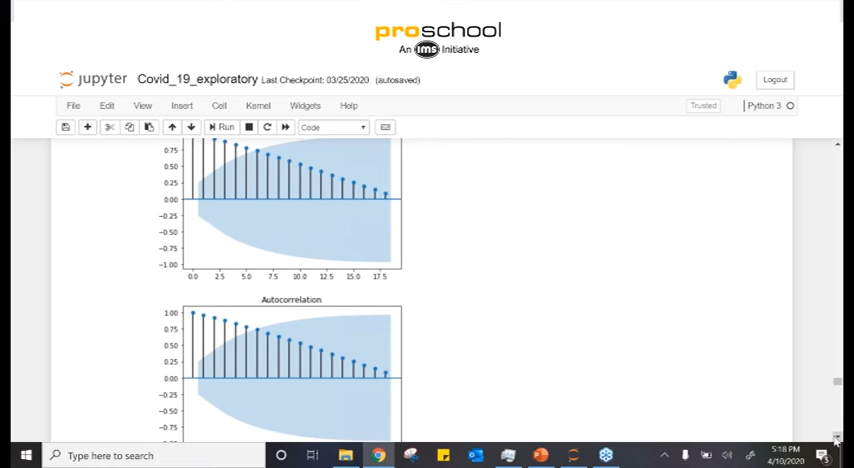 proschool
An ims Initiative
jupyter Covid_19_exploratory Last Checkpoint: 03/25/2020 (autosaved)
Logout
File Edit View Insert Cell Kernel Widgets Help
Trusted Python 3
Run Code
0.75
0.50
0.25
0.00
−0.25
−0.50
−0.75
−1.00
0.0 2.5 5.0 7.5 10.0 12.5 15.0 17.5
Autocorrelation
1.00
0.75
0.50
0.25
0.00
−0.25
−0.50
−0.75
Type here to search
5:18 PM
4/10/2020